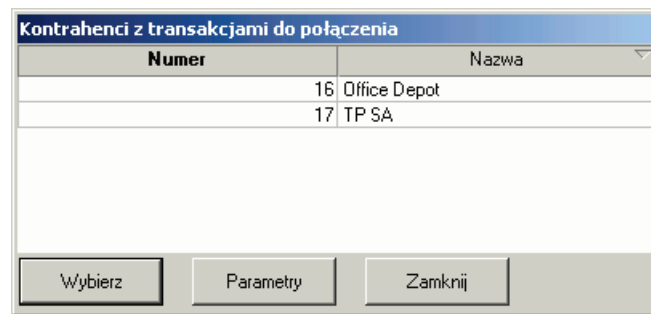 Kontrahenci z transakcjami do połączenia
Numer Nazwa
16 Office Depot
17 TP SA
Wybierz Parametry Zamknij